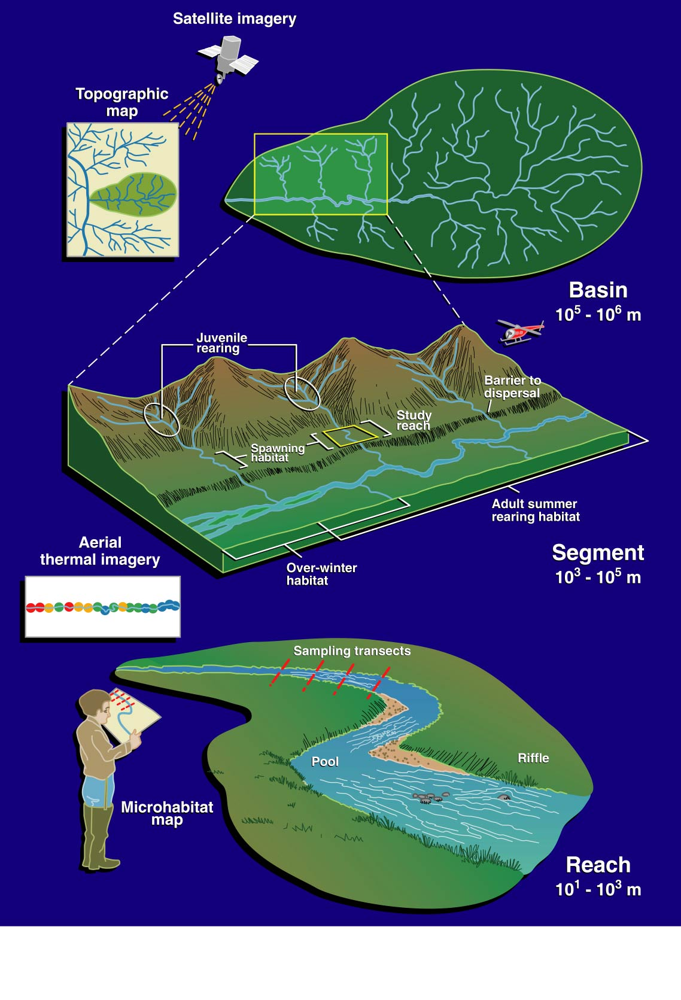 Satellite imagery
Topographic
map
Basin
10⁵ - 10⁶ m
Juvenile
rearing
Barrier to
dispersal
Study
reach
Spawning
habitat
Adult summer
rearing habitat
Over-winter
habitat
Segment
10³ - 10⁵ m
Aerial
thermal imagery
Sampling transects
Pool
Riffle
Microhabitat
map
Reach
10¹ - 10³ m